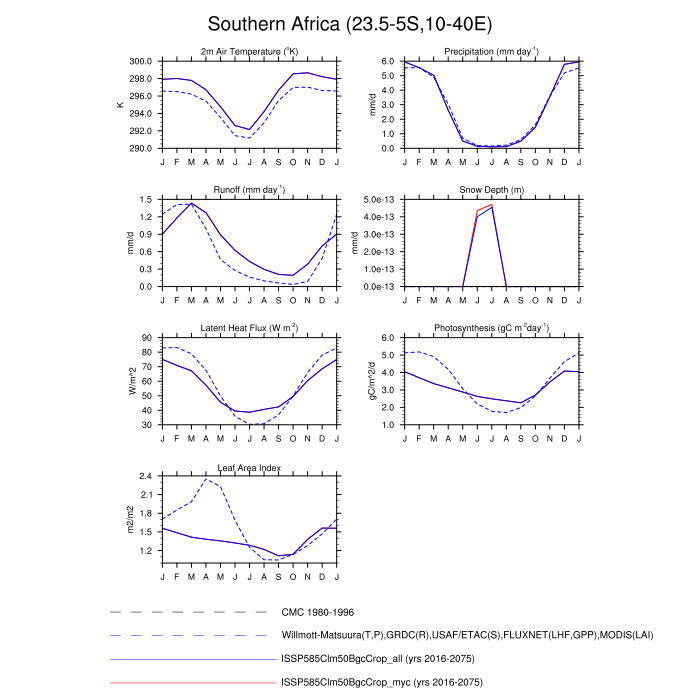 Southern Africa (23.5-5S,10-40E)
2m Air Temperature (°K)
Precipitation (mm day-1)
300.0
298.0
296.0
294.0
292.0
290.0
K
J F M A M J J A S O N D J
6.0
5.0
4.0
3.0
2.0
1.0
0.0
mm/d
J F M A M J J A S O N D J
Runoff (mm day-1)
Snow Depth (m)
1.5
1.2
0.9
0.6
0.3
0.0
mm/d
J F M A M J J A S O N D J
5.0e-13
4.0e-13
3.0e-13
2.0e-13
1.0e-13
0.0e-13
mm/d
J F M A M J J A S O N D J
Latent Heat Flux (W m-2)
Photosynthesis (gC m-2day-1)
90
80
70
60
50
40
30
W/m^2
J F M A M J J A S O N D J
6.0
5.0
4.0
3.0
2.0
1.0
gC/m^2/d
J F M A M J J A S O N D J
Leaf Area Index
2.4
2.1
1.8
1.5
1.2
m2/m2
J F M A M J J A S O N D J
CMC 1980-1996
Willmott-Matsuura(T,P),GRDC(R),USAF/ETAC(S),FLUXNET(LHF,GPP),MODIS(LAI)
ISSP585Clm50BgcCrop_all (yrs 2016-2075)
ISSP585Clm50BgcCrop_myc (yrs 2016-2075)